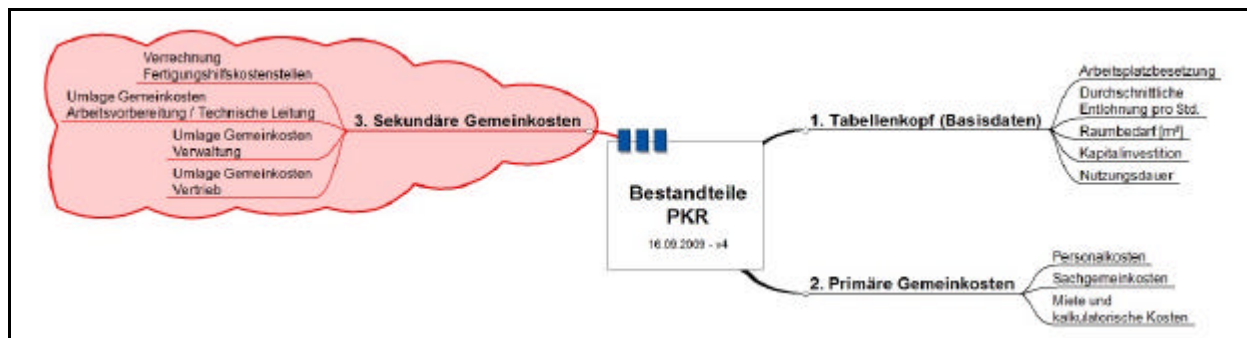 Bestandteile
PKR
16.09.2009 - v4
1. Tabellenkopf (Basisdaten)
Arbeitsplatzbesetzung
Durchschnittliche
Entlohnung pro Std.
Raumbedarf [m²]
Kapitalinvestition
Nutzungsdauer
2. Primäre Gemeinkosten
Personalkosten
Sachgemeinkosten
Miete und
kalkulatorische Kosten
3. Sekundäre Gemeinkosten
Verrechnung
Fertigungshilfskostenstellen
Umlage Gemeinkosten
Arbeitsvorbereitung / Technische Leitung
Umlage Gemeinkosten
Verwaltung
Umlage Gemeinkosten
Vertrieb